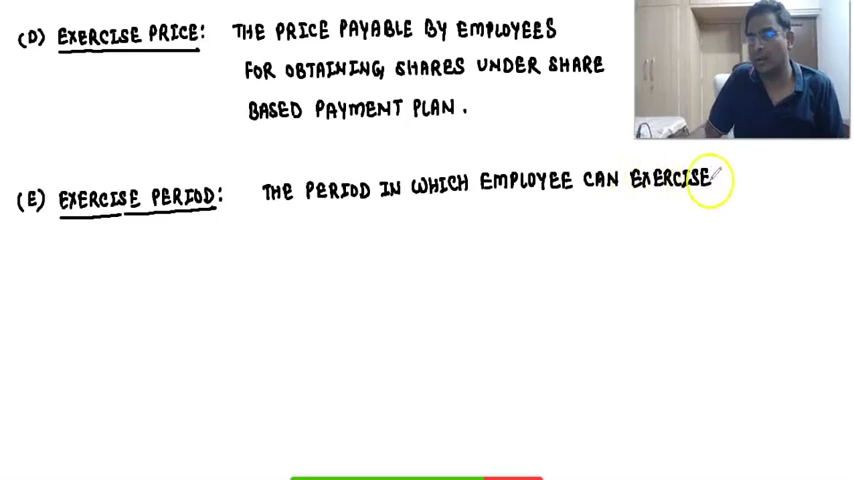 (D) EXERCISE PRICE: THE PRICE PAYABLE BY EMPLOYEES
FOR OBTAINING SHARES UNDER SHARE
BASED PAYMENT PLAN.
(E) EXERCISE PERIOD: THE PERIOD IN WHICH EMPLOYEE CAN EXERCISE